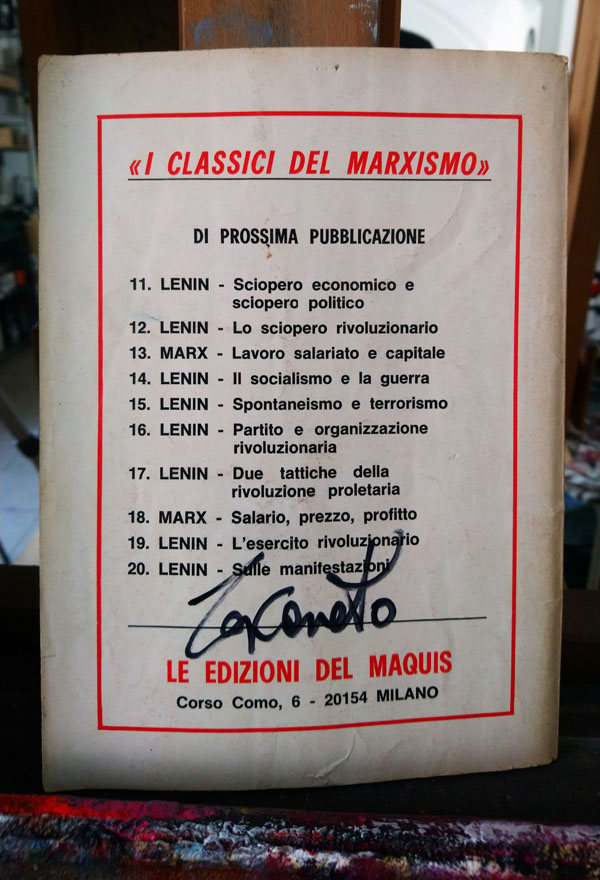 «I CLASSICI DEL MARXISMO»
DI PROSSIMA PUBBLICAZIONE
11. LENIN - Sciopero economico e
sciopero politico
12. LENIN - Lo sciopero rivoluzionario
13. MARX - Lavoro salariato e capitale
14. LENIN - Il socialismo e la guerra
15. LENIN - Spontaneismo e terrorismo
16. LENIN - Partito e organizzazione
rivoluzionaria
17. LENIN - Due tattiche della
rivoluzione proletaria
18. MARX - Salario, prezzo, profitto
19. LENIN - L'esercito rivoluzionario
20. LENIN - Sulle manifestazioni
LE EDIZIONI DEL MAQUIS
Corso Como, 6 - 20154 MILANO